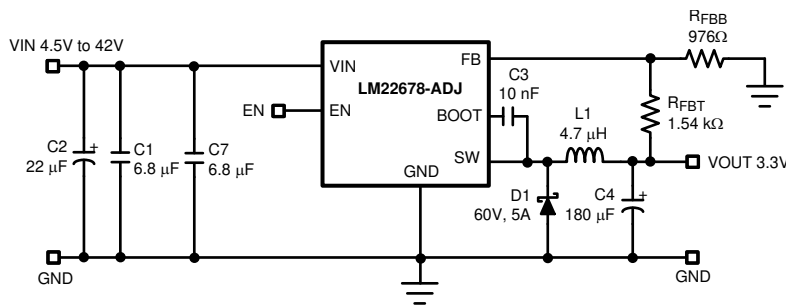 VIN 4.5V to 42V
VIN
FB
LM22678-ADJ
RFBB
976Ω
C3
10 nF
EN
EN
BOOT
L1
4.7 μH
RFBT
1.54 kΩ
C2
22 μF
+
C1
6.8 μF
C7
6.8 μF
SW
GND
VOUT 3.3V
D1
60V, 5A
C4
180 μF
+
GND
GND